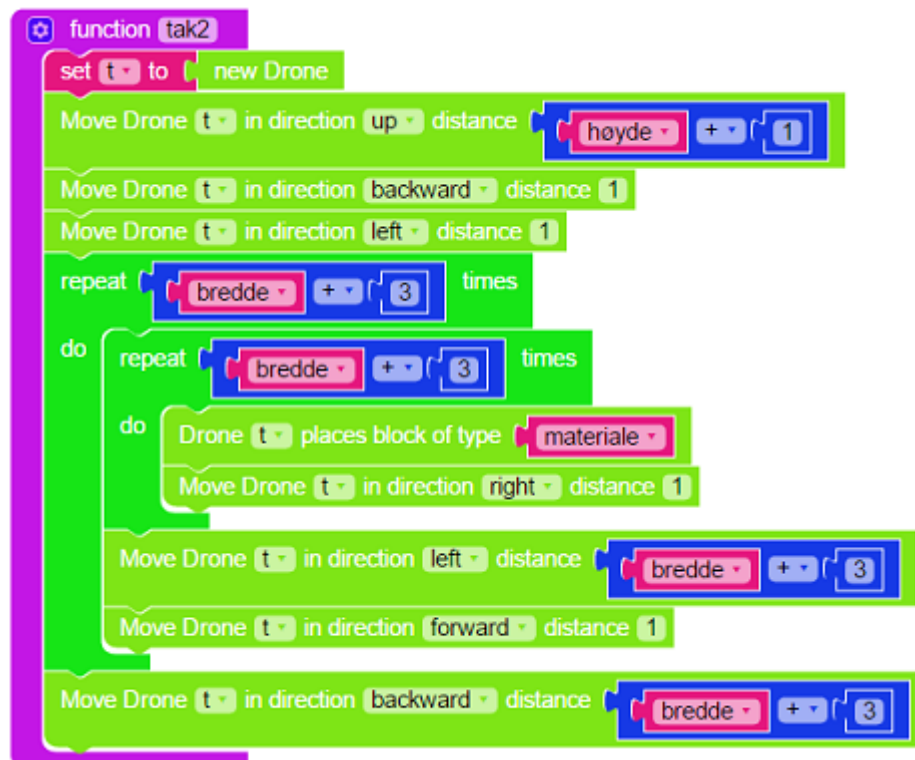 function tak2
set t to new Drone
Move Drone t in direction up distance høyde + 1
Move Drone t in direction backward distance 1
Move Drone t in direction left distance 1
repeat bredde + 3 times
do repeat bredde + 3 times
do Drone t places block of type materiale
Move Drone t in direction right distance 1
Move Drone t in direction left distance bredde + 3
Move Drone t in direction forward distance 1
Move Drone t in direction backward distance bredde + 3